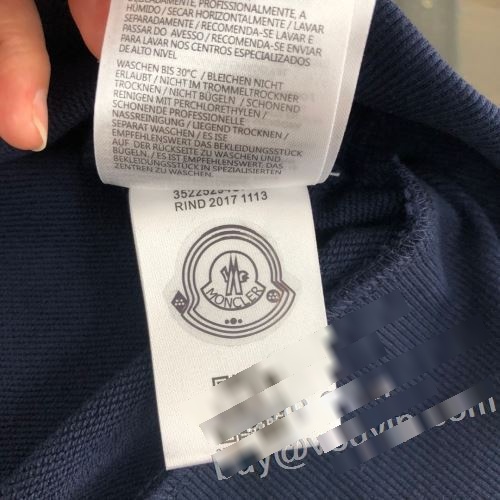 HÚMIDO / SECAR HORIZONTALMENTE / LAVAR
SEPARADAMENTE / RECOMENDA-SE LAVAR E
PASSAR DO AVESSO / RECOMENDA-SE ENVIAR
PARA LAVAR NOS CENTROS ESPECIALIZADOS
DE ALTO NIVEL
WASCHEN BIS 30°C / BLEICHEN NICHT
ERLAUBT / NICHT IM TROMMELTROCKNER
TROCKNEN / NICHT BÜGELN / SCHONEND
REINIGEN MIT PERCHLORETHYLEN /
SCHONENDE PROFESSIONELLE
NASSREINIGUNG / LIEGEND TROCKNEN /
SEPARAT WASCHEN / ES IST
EMPFEHLENSWERT DAS BEKLEIDUNGSSTÜCK
AUF DER RÜCKSEITE ZU WASCHEN UND
BÜGELN. / ES IST EMPFEHLENSWERT, DAS
BEKLEIDUNGSSTÜCK IN SPEZIALISIERTEN
ZENTREN ZU WASCHEN.
RIND 2017 1113
MONCLER